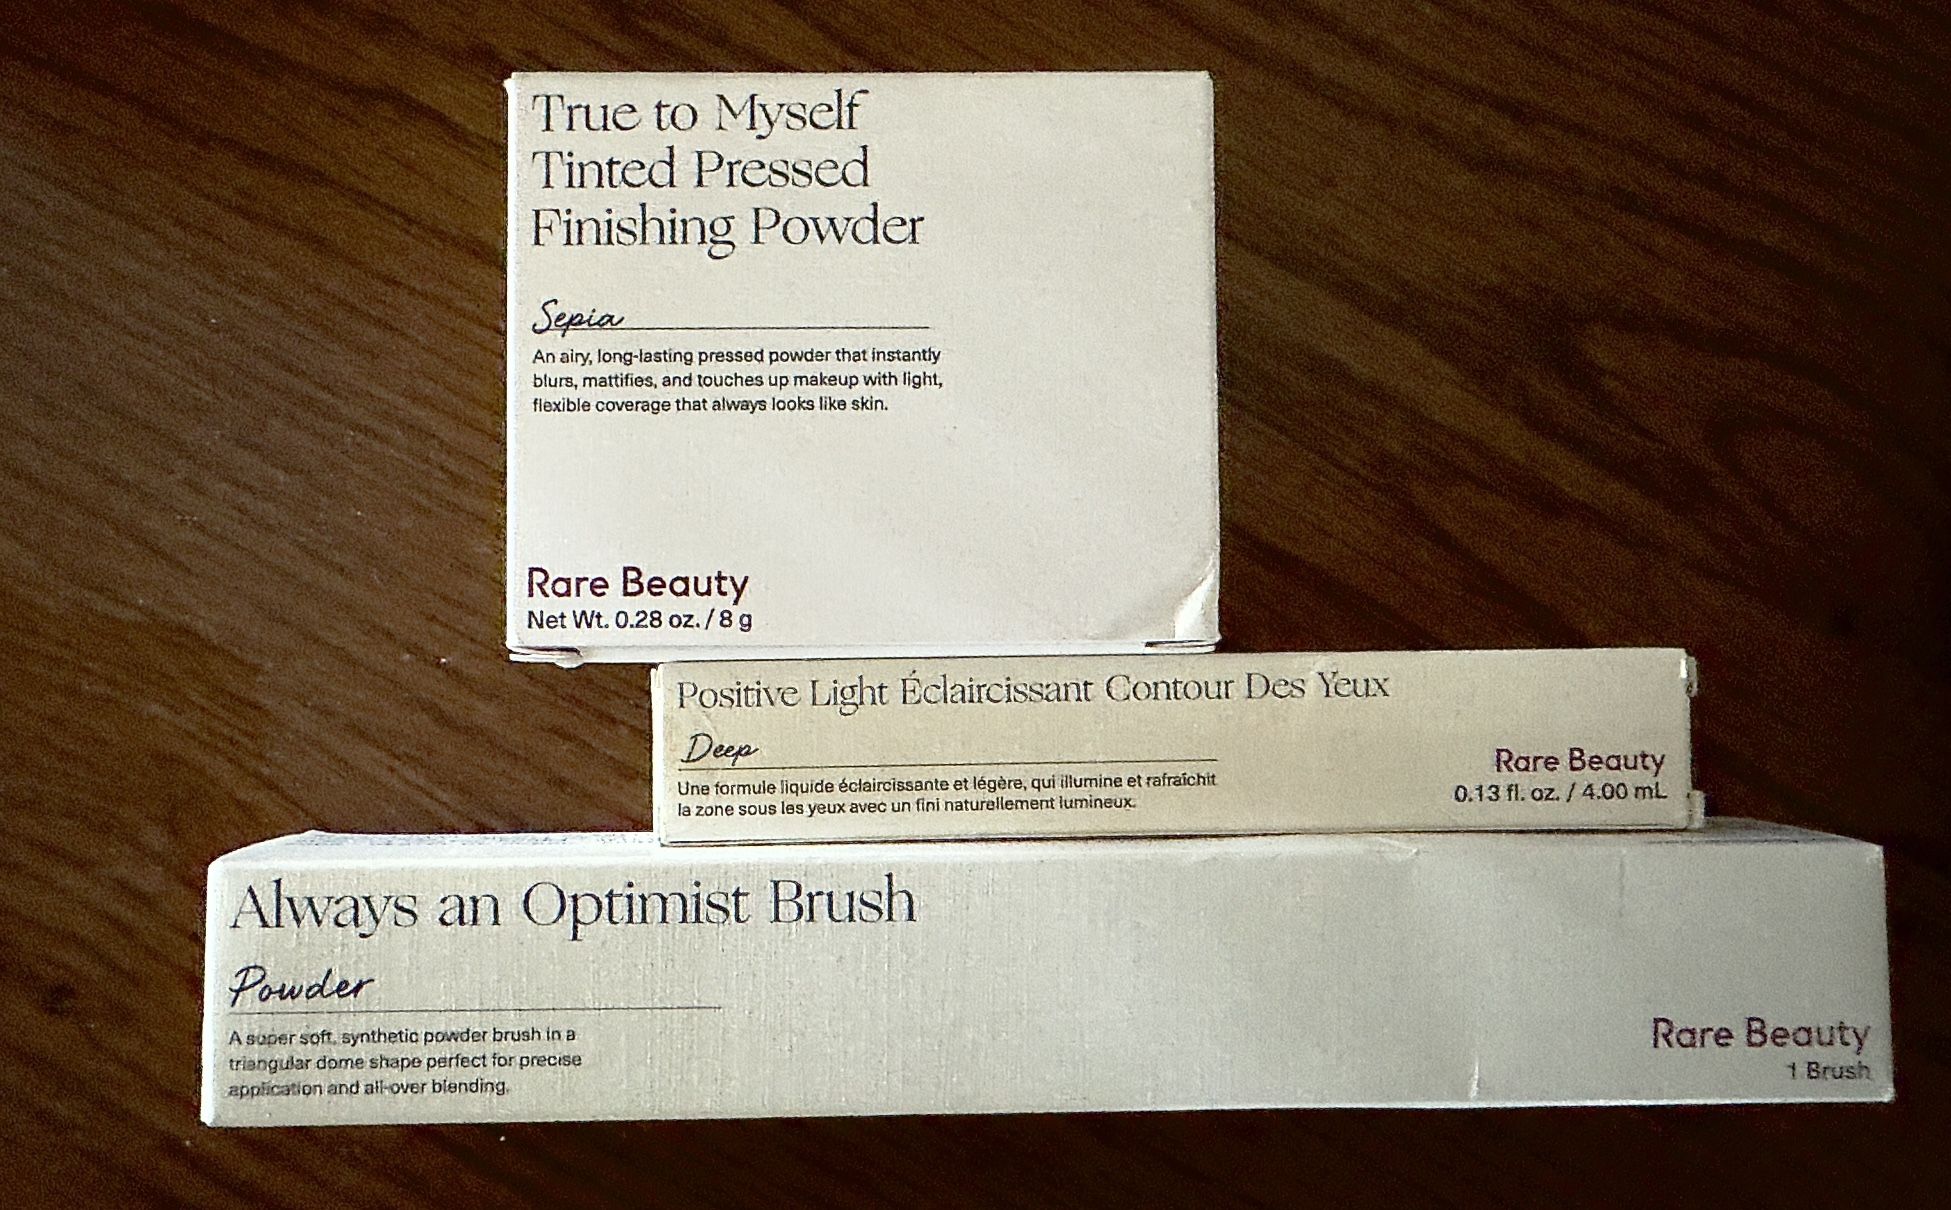 True to Myself
Tinted Pressed
Finishing Powder
Sepia
An airy, long-lasting pressed powder that instantly
blurs, mattifies, and touches up makeup with light,
flexible coverage that always looks like skin.
Rare Beauty
Net Wt. 0.28 oz. / 8 g
Positive Light Éclaircissant Contour Des Yeux
Deep
Une formule liquide éclaircissante et légère, qui illumine et rafraîchit
la zone sous les yeux avec un fini naturellement lumineux.
Rare Beauty
0.13 fl. oz. / 4.00 mL
Always an Optimist Brush
Powder
A super soft, synthetic powder brush in a
triangular dome shape perfect for precise
application and all-over blending.
Rare Beauty
1 Brush